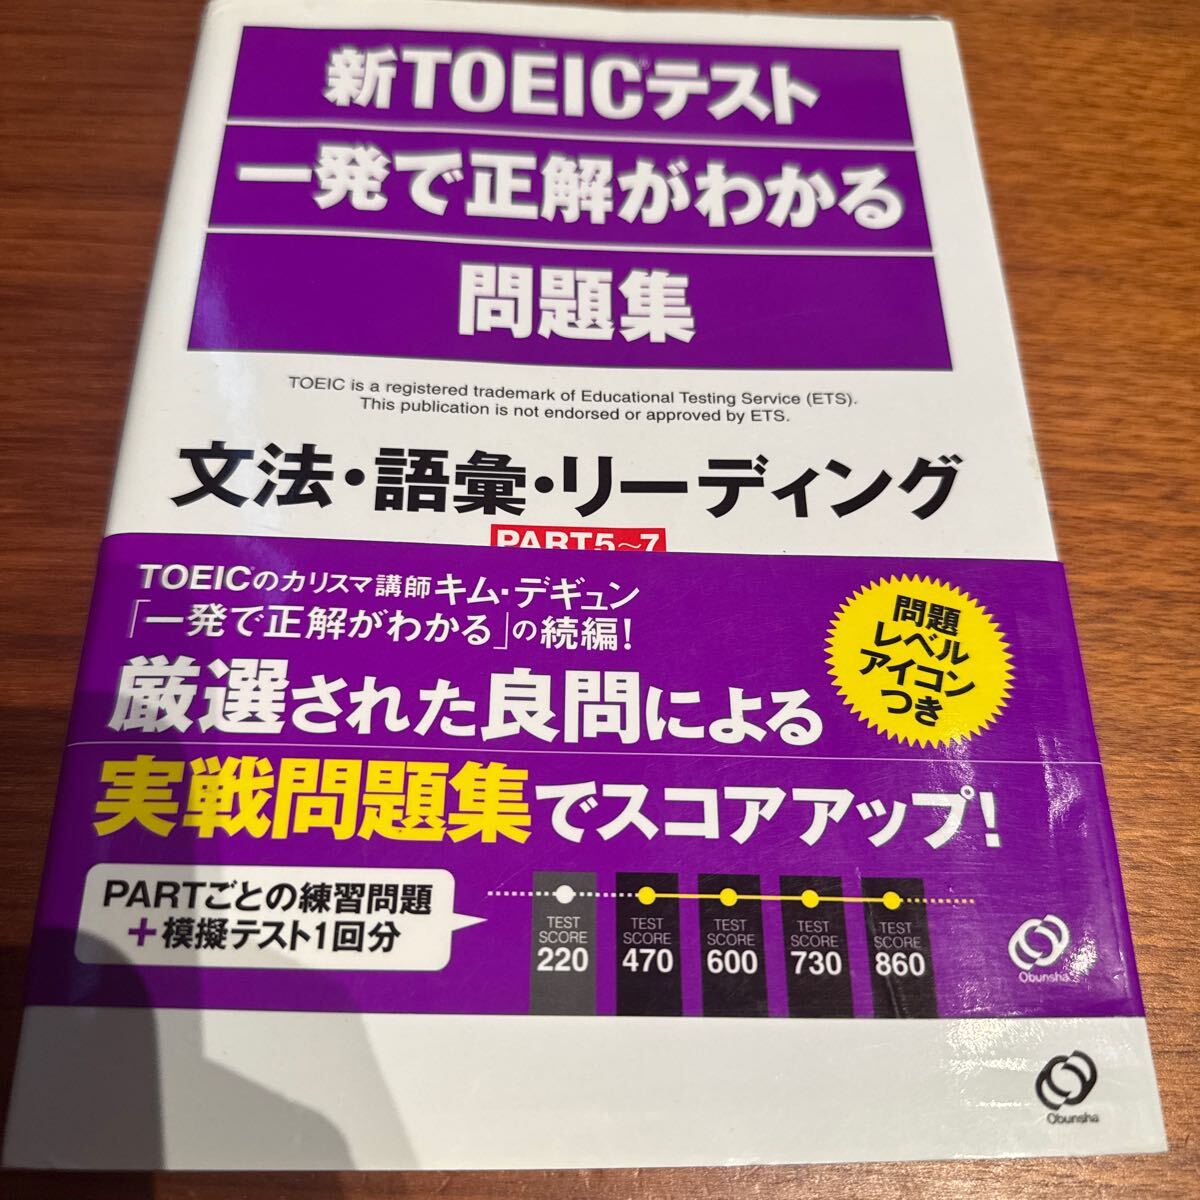 新TOEIC®テスト
一発で正解がわかる
問題集
TOEIC is a registered trademark of Educational Testing Service (ETS).
This publication is not endorsed or approved by ETS.
文法・語彙・リーディング
PART5~7
TOEIC®のカリスマ講師 キム・デギュン
「一発で正解がわかる」の続編!
厳選された良問による
実戦問題集でスコアアップ!
問題
レベル
アイコン
つき
PARTごとの練習問題
+模擬テスト1回分
TEST SCORE 220
TEST SCORE 470
TEST SCORE 600
TEST SCORE 730
TEST SCORE 860
Obunsha
Obunsha